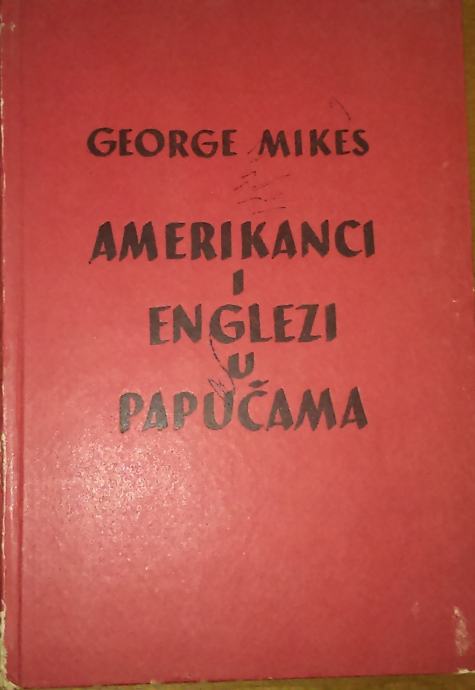 GEORGE MIKES
AMERIKANCI
I
ENGLEZI
U
PAPUČAMA